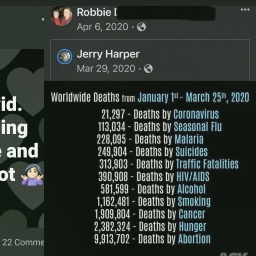 Robbie [
Apr 6, 2020 ·
Jerry Harper
Mar 29, 2020 ·
id.
ing
and
ot
22 Comme
Worldwide Deaths from January 1st - March 25th, 2020
21,297 - Deaths by Coronavirus
113,034 - Deaths by Seasonal Flu
228,095 - Deaths by Malaria
249,904 - Deaths by Suicides
313,903 - Deaths by Traffic Fatalities
390,908 - Deaths by HIV/AIDS
581,599 - Deaths by Alcohol
1,162,481 - Deaths by Smoking
1,909,804 - Deaths by Cancer
2,382,324 - Deaths by Hunger
9,913,702 - Deaths by Abortion